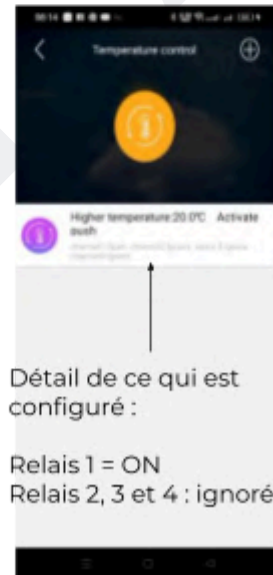 Temperature control
Higher temperature:20.0℃ Activate
push
Détail de ce qui est
configuré :
Relais 1 = ON
Relais 2, 3 et 4 : ignoré